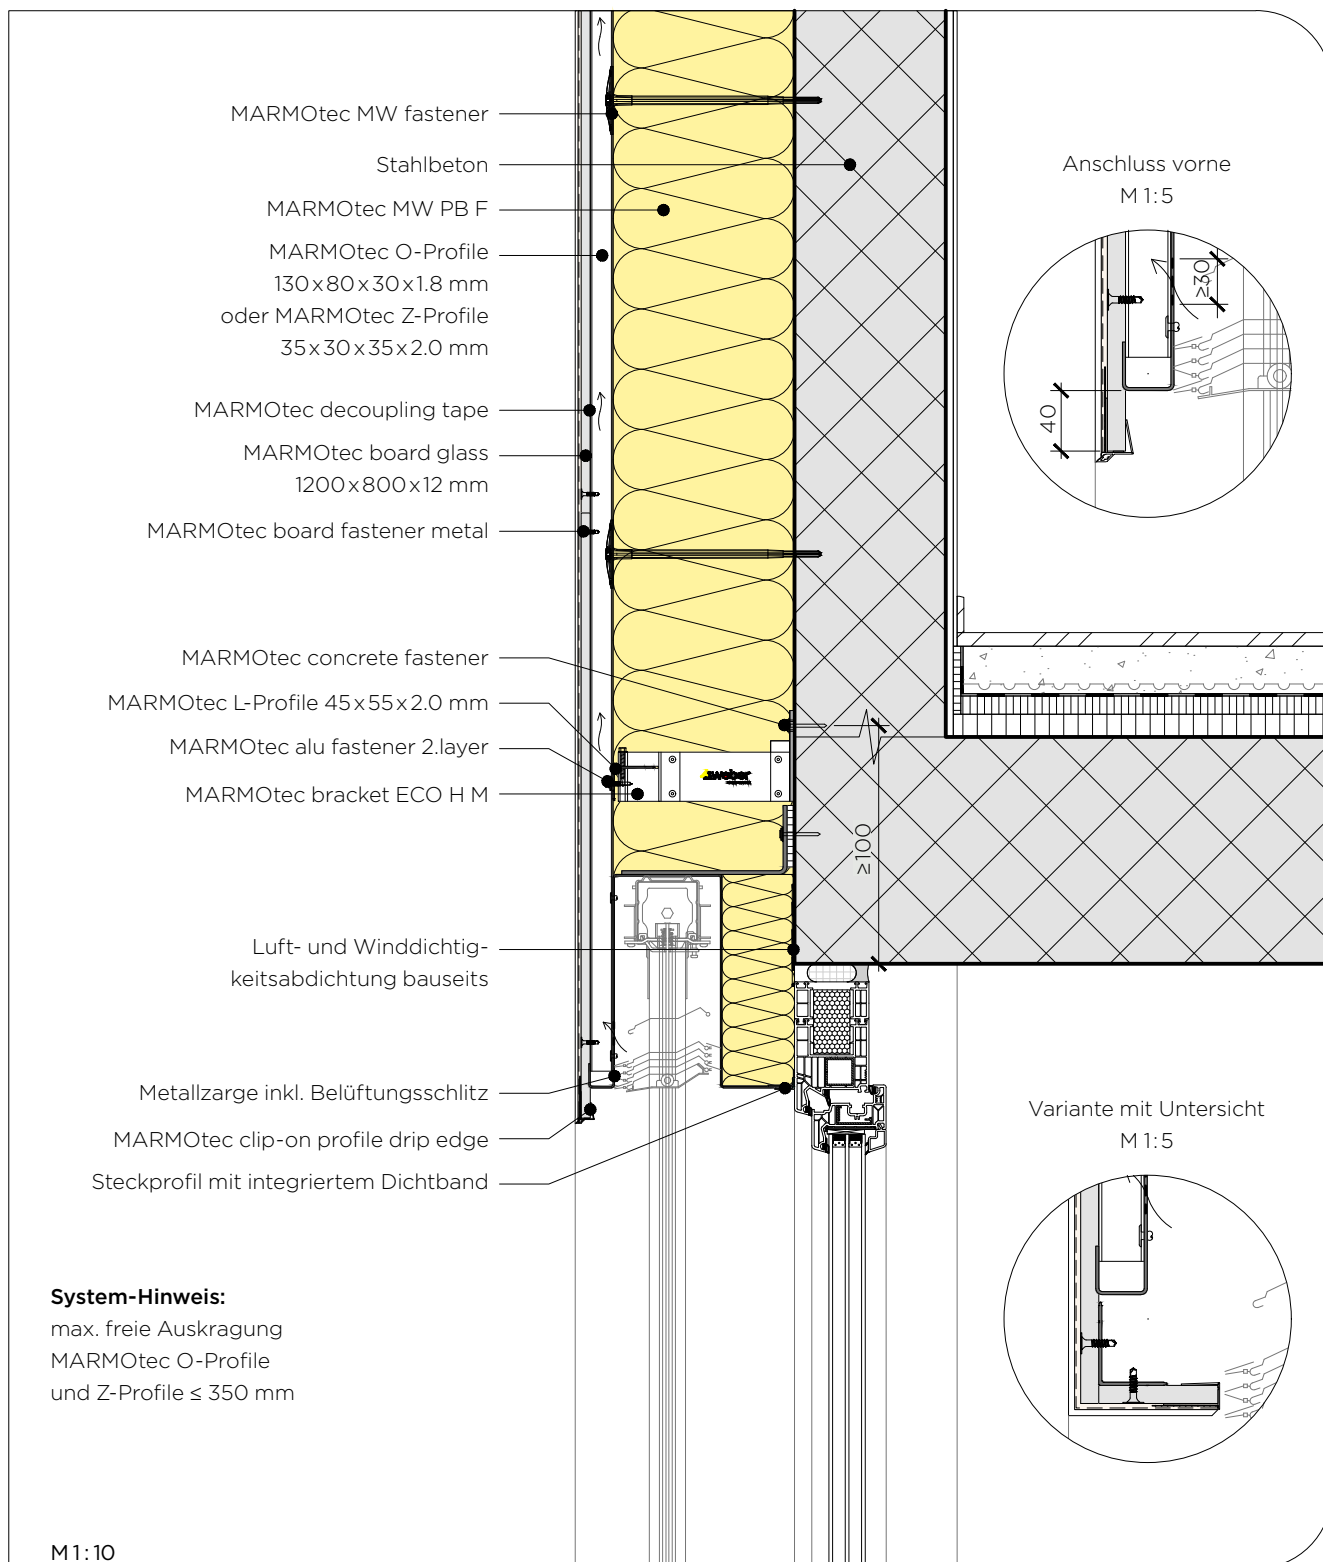 MARMOtec MW fastener
Stahlbeton
MARMOtec MW PB F
MARMOtec O-Profile
130x80x30x1.8 mm
oder MARMOtec Z-Profile
35x30x35x2.0 mm
MARMOtec decoupling tape
MARMOtec board glass
1200x800x12 mm
MARMOtec board fastener metal
MARMOtec concrete fastener
MARMOtec L-Profile 45x55x2.0 mm
MARMOtec alu fastener 2.layer
MARMOtec bracket ECO H M
weber
≥100
Luft- und Winddichtig-
keitsabdichtung bauseits
Metallzarge inkl. Belüftungsschlitz
MARMOtec clip-on profile drip edge
Steckprofil mit integriertem Dichtband
System-Hinweis:
max. freie Auskragung
MARMOtec O-Profile
und Z-Profile ≤ 350 mm
M 1:10
Anschluss vorne
M 1:5
≥30
40
Variante mit Untersicht
M 1:5